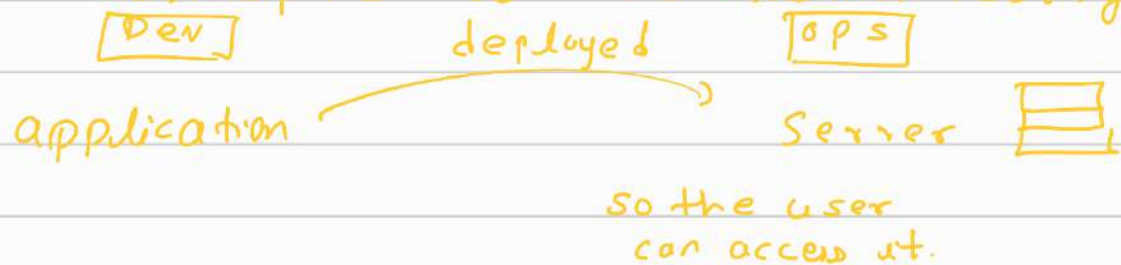 Dev deployed ops
application Server
so the user
can access it.